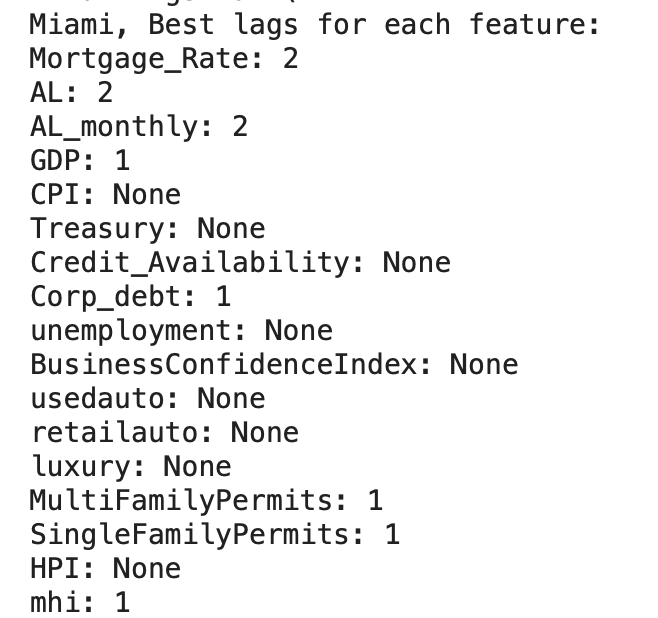 Miami, Best lags for each feature:
Mortgage_Rate: 2
AL: 2
AL_monthly: 2
GDP: 1
CPI: None
Treasury: None
Credit_Availability: None
Corp_debt: 1
unemployment: None
BusinessConfidenceIndex: None
usedauto: None
retailauto: None
luxury: None
MultiFamilyPermits: 1
SingleFamilyPermits: 1
HPI: None
mhi: 1